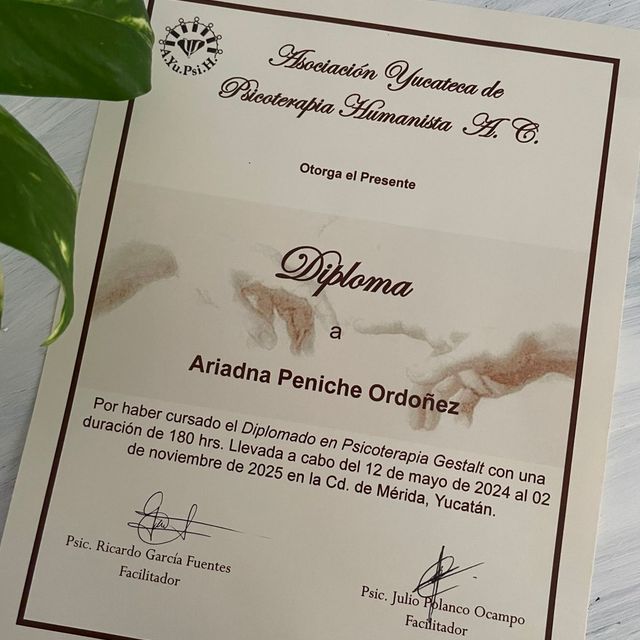 A.Yu.Psi.H.
Asociación Yucateca de
Psicoterapia Humanista A. C.
Otorga el Presente
Diploma
a
Ariadna Peniche Ordoñez
Por haber cursado el Diplomado en Psicoterapia Gestalt con una
duración de 180 hrs. Llevada a cabo del 12 de mayo de 2024 al 02
de noviembre de 2025 en la Cd. de Mérida, Yucatán.
Psic. Ricardo García Fuentes
Facilitador
Psic. Julio Polanco Ocampo
Facilitador